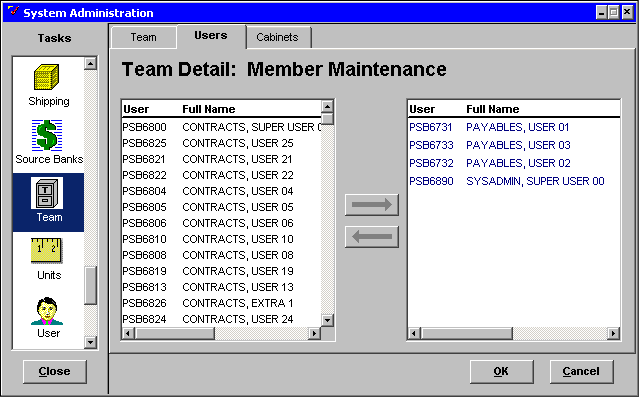 System Administration
Tasks
Team
Users
Cabinets
Team Detail: Member Maintenance
Shipping
Source Banks
Team
1 2
Units
User
Close
User Full Name
PSB6800 CONTRACTS, SUPER USER
PSB6825 CONTRACTS, USER 25
PSB6821 CONTRACTS, USER 21
PSB6822 CONTRACTS, USER 22
PSB6804 CONTRACTS, USER 04
PSB6805 CONTRACTS, USER 05
PSB6806 CONTRACTS, USER 06
PSB6810 CONTRACTS, USER 10
PSB6808 CONTRACTS, USER 08
PSB6819 CONTRACTS, USER 19
PSB6813 CONTRACTS, USER 13
PSB6826 CONTRACTS, EXTRA 1
PSB6824 CONTRACTS, USER 24
User Full Name
PSB6731 PAYABLES, USER 01
PSB6733 PAYABLES, USER 03
PSB6732 PAYABLES, USER 02
PSB6890 SYSADMIN, SUPER USER 00
OK
Cancel